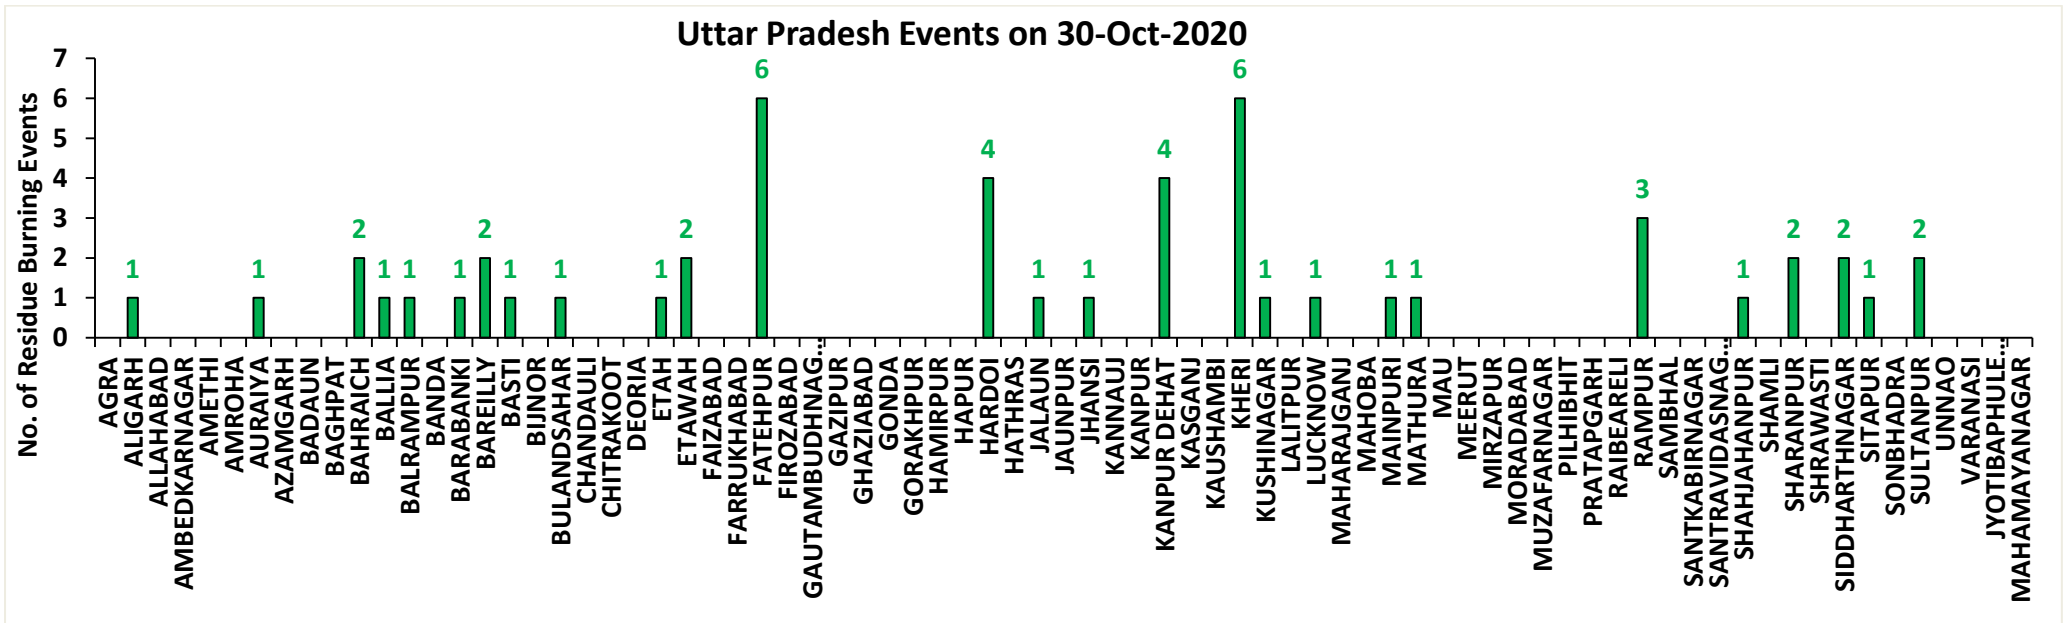 Uttar Pradesh Events on 30-Oct-2020
No. of Residue Burning Events
7
6
5
4
3
2
1
0
1
1
2
1
1
1
2
1
1
1
2
6
4
1
1
4
6
1
1
1
1
3
1
2
2
1
2
AGRA
ALIGARH
ALLAHABAD
AMBEDKARNAGAR
AMETHI
AMROHA
AURAIYA
AZAMGARH
BADAUN
BAGHPAT
BAHRAICH
BALLIA
BALRAMPUR
BANDA
BARABANKI
BAREILLY
BASTI
BIJNOR
BULANDSAHAR
CHANDAULI
CHITRAKOOT
DEORIA
ETAH
ETAWAH
FAIZABAD
FARRUKHABAD
FATEHPUR
FIROZABAD
GAUTAMBUDHNAG...
GAZIPUR
GHAZIABAD
GONDA
GORAKHPUR
HAMIRPUR
HAPUR
HARDOI
HATHRAS
JALAUN
JAUNPUR
JHANSI
KANNAUJ
KANPUR
KANPUR DEHAT
KASGANJ
KAUSHAMBI
KHERI
KUSHINAGAR
LALITPUR
LUCKNOW
MAHARAJGANJ
MAHOBA
MAINPURI
MATHURA
MAU
MEERUT
MIRZAPUR
MORADABAD
MUZAFARNAGAR
PILHIBHIT
PRATAPGARH
RAIBEARELI
RAMPUR
SAMBHAL
SANTKABIRNAGAR
SANTRAVIDASNAG...
SHAHJAHANPUR
SHAMLI
SHARANPUR
SHRAWASTI
SIDDHARTHNAGAR
SITAPUR
SONBHADRA
SULTANPUR
UNNAO
VARANASI
JYOTIBAPHULE...
MAHAMAYANAGAR